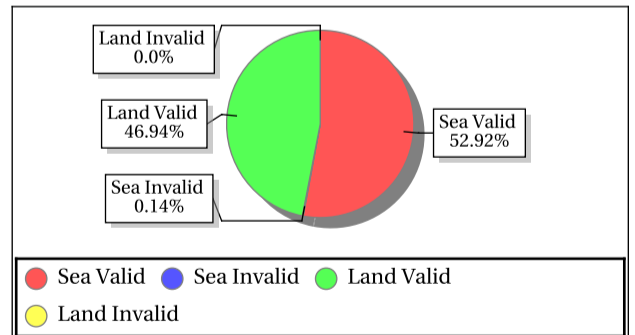 Land Invalid
0.0%
Land Valid
46.94%
Sea Valid
52.92%
Sea Invalid
0.14%
Sea Valid Sea Invalid Land Valid
Land Invalid